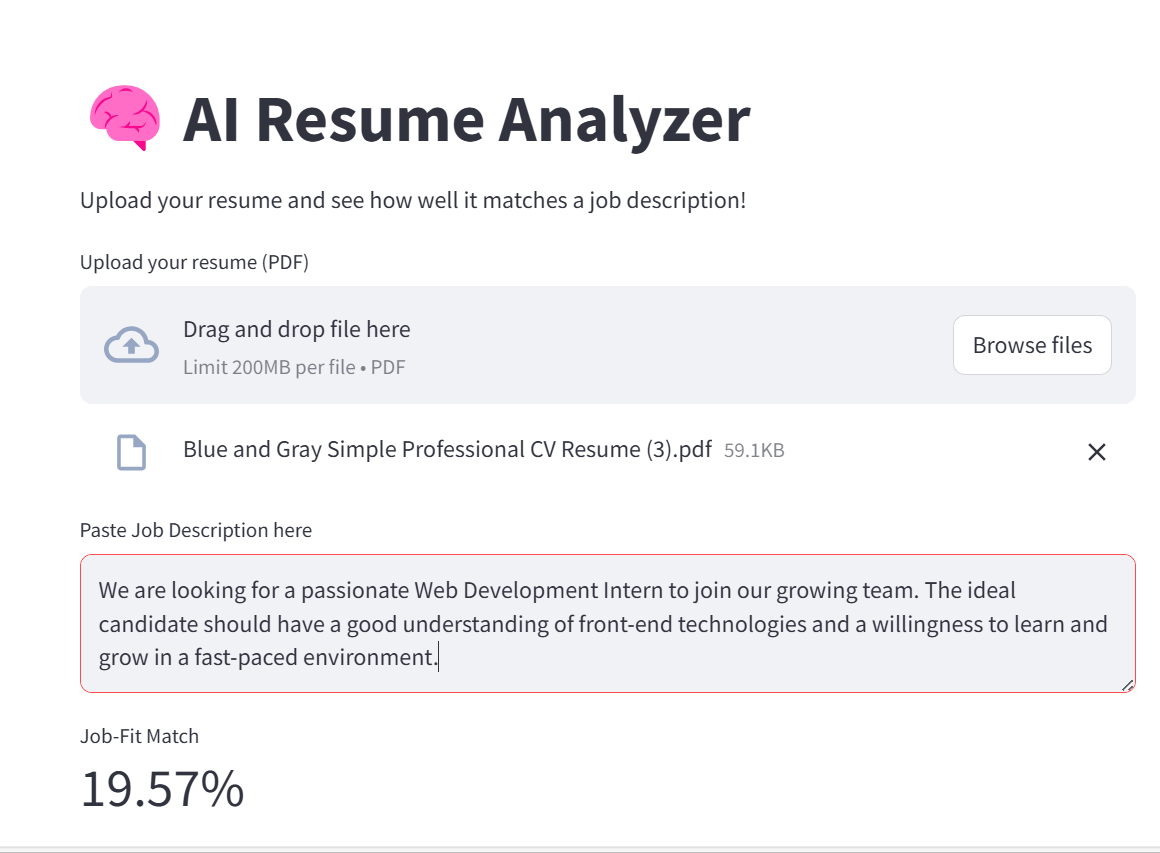 AI Resume Analyzer
Upload your resume and see how well it matches a job description!
Upload your resume (PDF)
Drag and drop file here
Limit 200MB per file • PDF
Browse files
Blue and Gray Simple Professional CV Resume (3).pdf 59.1KB
Paste Job Description here
We are looking for a passionate Web Development Intern to join our growing team. The ideal
candidate should have a good understanding of front-end technologies and a willingness to learn and
grow in a fast-paced environment.
Job-Fit Match
19.57%